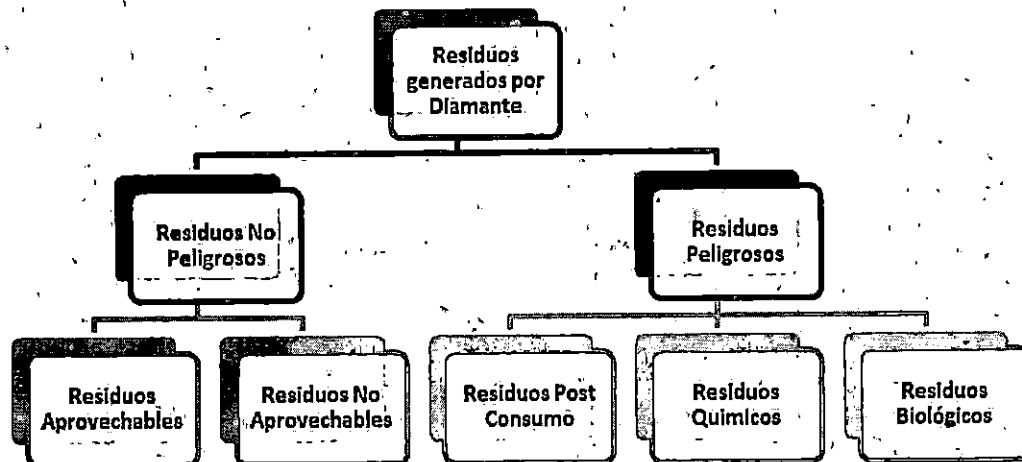 Residuos
generados por
Diamante
Residuos No
Peligrosos
Residuos
Peligrosos
Residuos
Aprovechables
Residuos No
Aprovechables
Residuos Post
Consumo
Residuos
Quimicos
Residuos
Biológicos